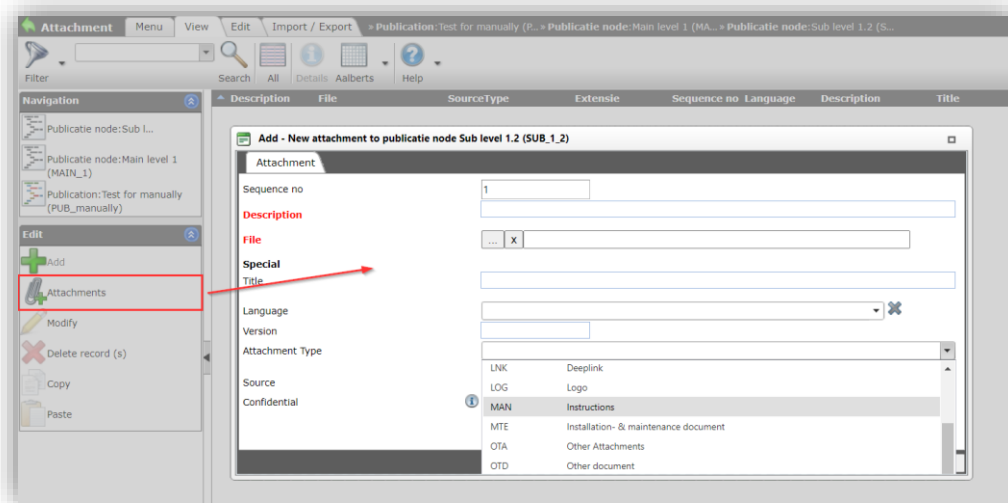 Attachment Menu View Edit Import / Export » Publication:Test for manually (P... » Publicatie node:Main level 1 (MA... » Publicatie node:Sub level 1.2 (S...
Filter Search All Details Aalberts Help
Navigation
Description File SourceType Extensie Sequence no Language Description Title
Publicatie node:Sub l...
Publicatie node:Main level 1
(MAIN_1)
Publication:Test for manually
(PUB_manually)
Edit
Add
Attachments
Modify
Delete record (s)
Copy
Paste
Add - New attachment to publicatie node Sub level 1.2 (SUB_1_2)
Attachment
Sequence no 1
Description
File ... X
Special
Title
Language
Version
Attachment Type
LNK Deeplink
Source
LOG Logo
Confidential
MAN Instructions
MTE Installation- & maintenance document
OTA Other Attachments
OTD Other document